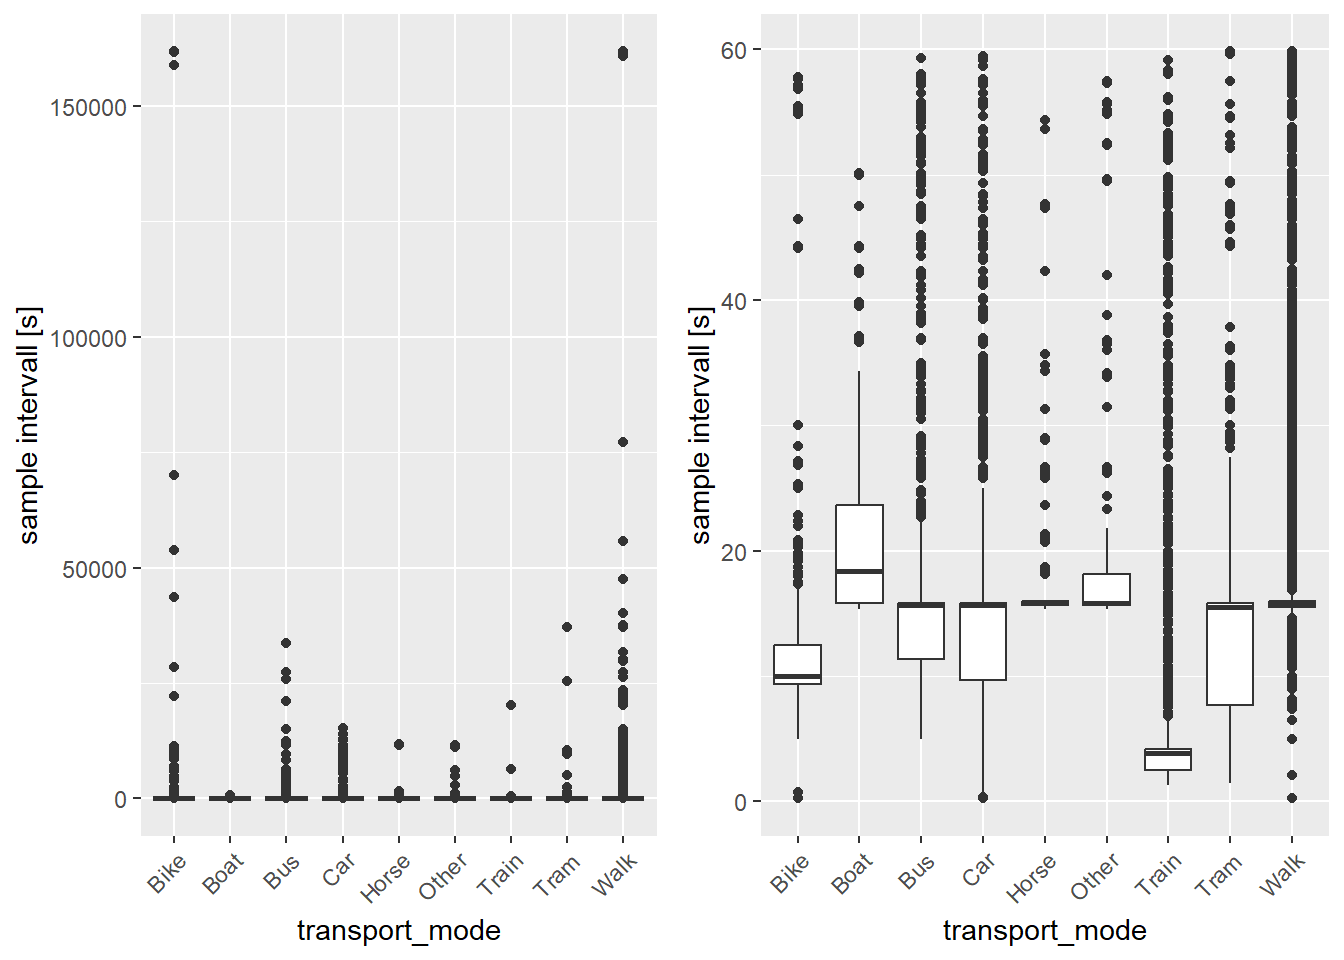 150000
100000
50000
0
sample intervall [s]
Bike
Boat
Bus
Car
Horse
Other
Train
Tram
Walk
transport_mode
60
40
20
0
sample intervall [s]
Bike
Boat
Bus
Car
Horse
Other
Train
Tram
Walk
transport_mode